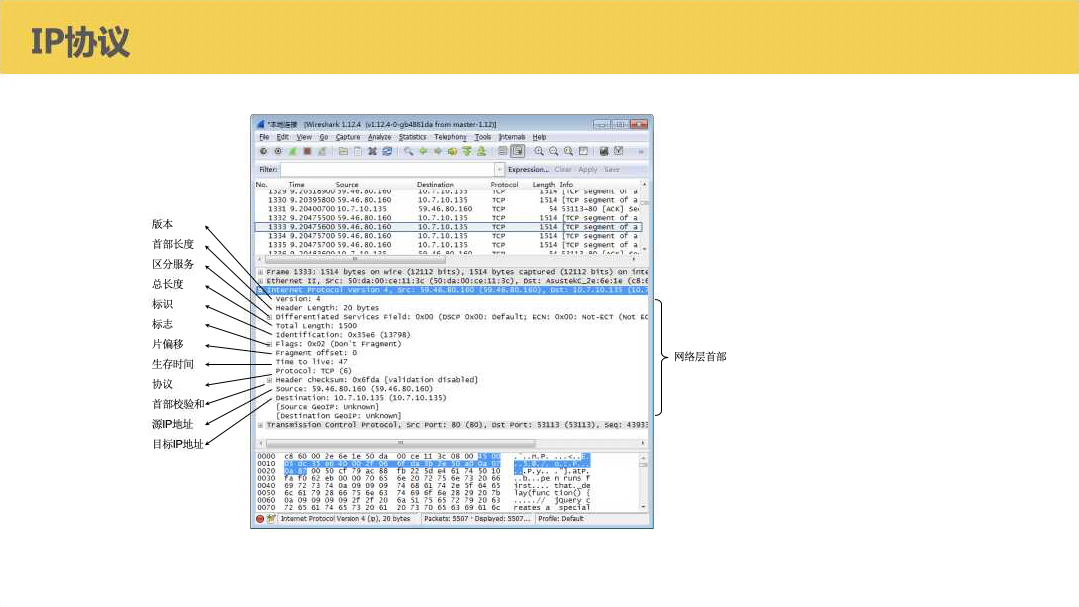 IP协议
*本地连接 [Wireshark 1.12.4 (v1.12.4-0-gb4861da from master-1.12)]
File Edit View Go Capture Analyze Statistics Telephony Tools Internals Help
Filter: Expression... Clear Apply Save
No. Time Source Destination Protocol Length Info
1329 9.20318900 59.46.80.160 10.7.10.135 TCP 1514 [TCP segment of a
1330 9.20395800 59.46.80.160 10.7.10.135 TCP 1514 [TCP segment of a
1331 9.20400700 10.7.10.135 59.46.80.160 TCP 54 53113→80 [ACK] Se
1332 9.20475500 59.46.80.160 10.7.10.135 TCP 1514 [TCP segment of a
1333 9.20475600 59.46.80.160 10.7.10.135 TCP 1514 [TCP segment of a
1334 9.20475700 59.46.80.160 10.7.10.135 TCP 1514 [TCP segment of a
1335 9.20475700 59.46.80.160 10.7.10.135 TCP 1514 [TCP segment of a
Frame 1333: 1514 bytes on wire (12112 bits), 1514 bytes captured (12112 bits) on inte
Ethernet II, Src: 50:da:00:ce:11:3c (50:da:00:ce:11:3c), Dst: AsustekC_2e:6e:1e (c8:6
Internet Protocol Version 4, Src: 59.46.80.160 (59.46.80.160), Dst: 10.7.10.135 (10.7
Version: 4
Header Length: 20 bytes
Differentiated Services Field: 0x00 (DSCP 0x00: Default; ECN: 0x00: Not-ECT (Not EC
Total Length: 1500
Identification: 0x35e6 (13798)
Flags: 0x02 (Don't Fragment)
Fragment offset: 0
Time to live: 47
Protocol: TCP (6)
Header checksum: 0x6fda [validation disabled]
Source: 59.46.80.160 (59.46.80.160)
Destination: 10.7.10.135 (10.7.10.135)
[Source GeoIP: Unknown]
[Destination GeoIP: Unknown]
Transmission Control Protocol, Src Port: 80 (80), Dst Port: 53113 (53113), Seq: 43933
版本
首部长度
区分服务
总长度
标识
标志
片偏移
生存时间
协议
首部校验和
源IP地址
目标IP地址
网络层首部
0000 c8 60 00 2e 6e 1e 50 da 00 ce 11 3c 08 00 45 00
0010 05 dc 35 e6 40 00 2f 06 6f da 3b 2e 50 a0 0a 07
0020 0a 87 00 50 cf 79 ac 88 fb 22 5d e4 61 74 50 10
0030 fa f0 62 eb 00 00 70 65 6e 20 72 75 6e 73 20 66
0040 69 72 73 74 0a 09 09 09 74 68 61 74 2e 5f 64 65
0050 6c 61 79 28 66 75 6e 63 74 69 6f 6e 28 29 20 7b lay(function() {
0060 0a 09 09 09 09 2f 2f 20 6a 51 75 65 72 79 20 63 .....// jQuery c
0070 72 65 61 74 65 73 20 61 20 73 70 65 63 69 61 6c reates a special
Internet Protocol Version 4 (ip), 20 bytes Packets: 5507 · Displayed: 5507... Profile: Default